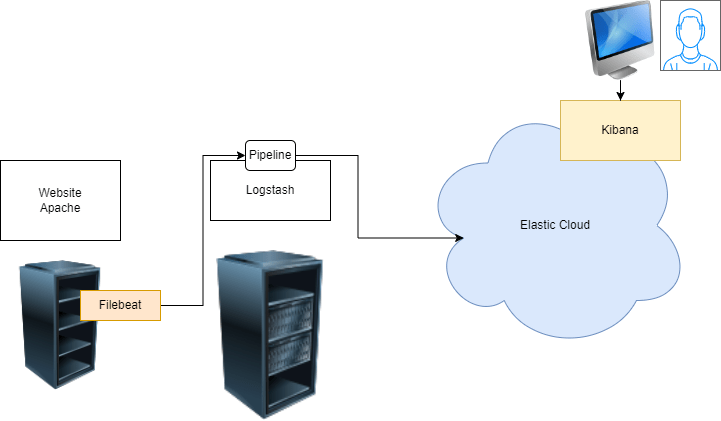 Website
Apache
Filebeat
Pipeline
Logstash
Elastic Cloud
Kibana